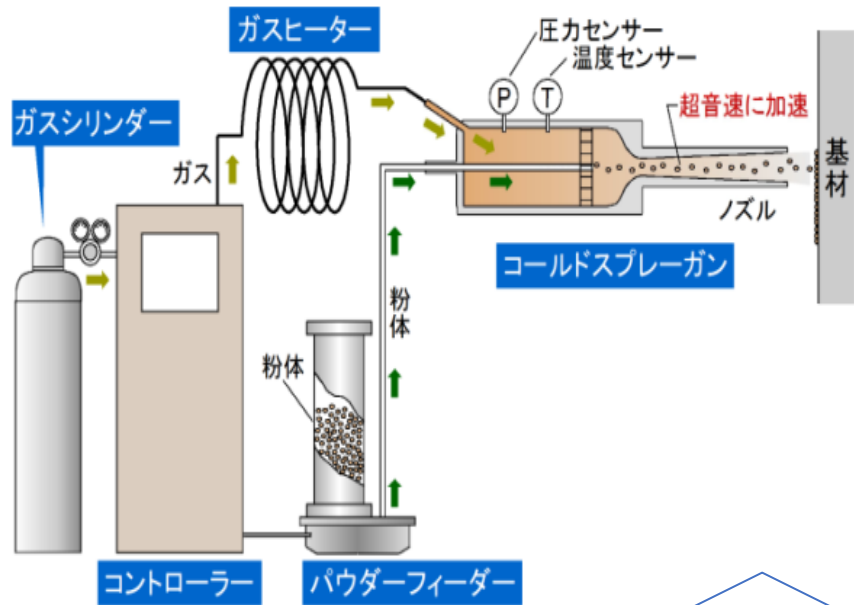 ガスヒーター
圧力センサー
温度センサー
P
T
超音速に加速
ガスシリンダー
ガス
基材
ノズル
コールドスプレーガン
粉体
粉体
コントローラー
パウダーフィーダー